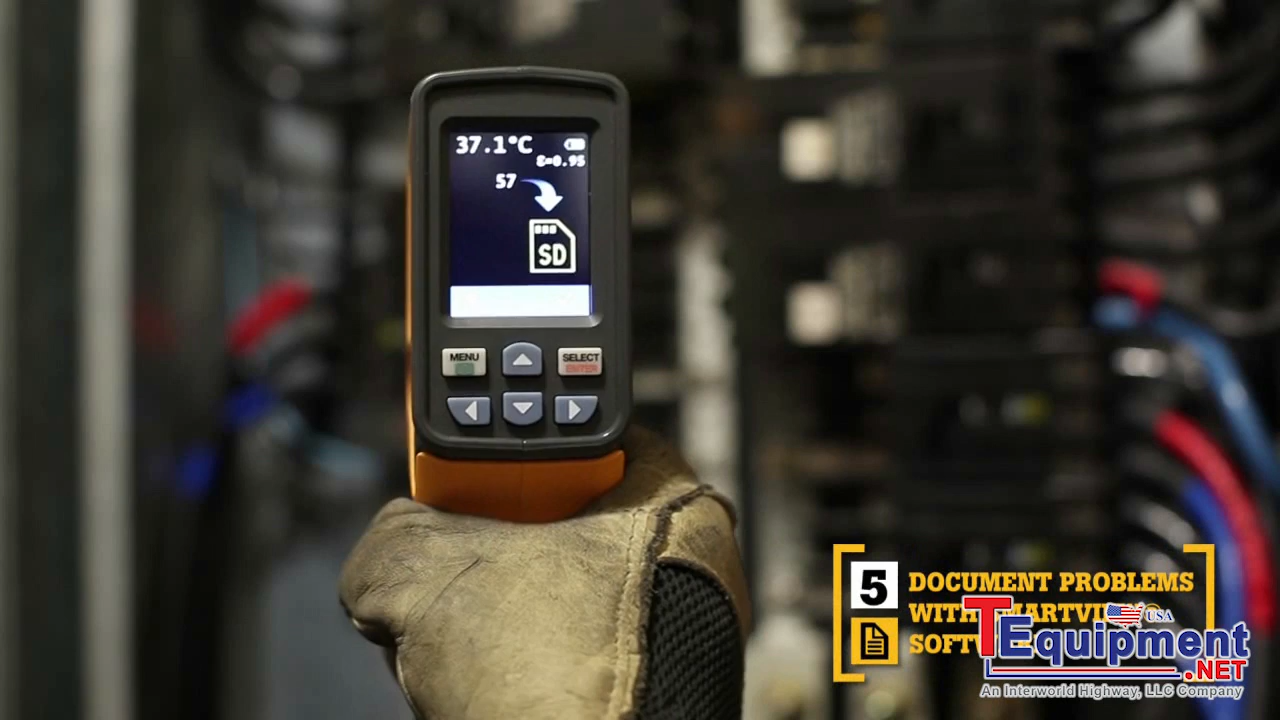 37.1°C
ε=0.95
57
SD
MENU
SELECT
ENTER
5
DOCUMENT PROBLEMS
WITH
USA
TEquipment
.NET
An Interworld Highway, LLC Company